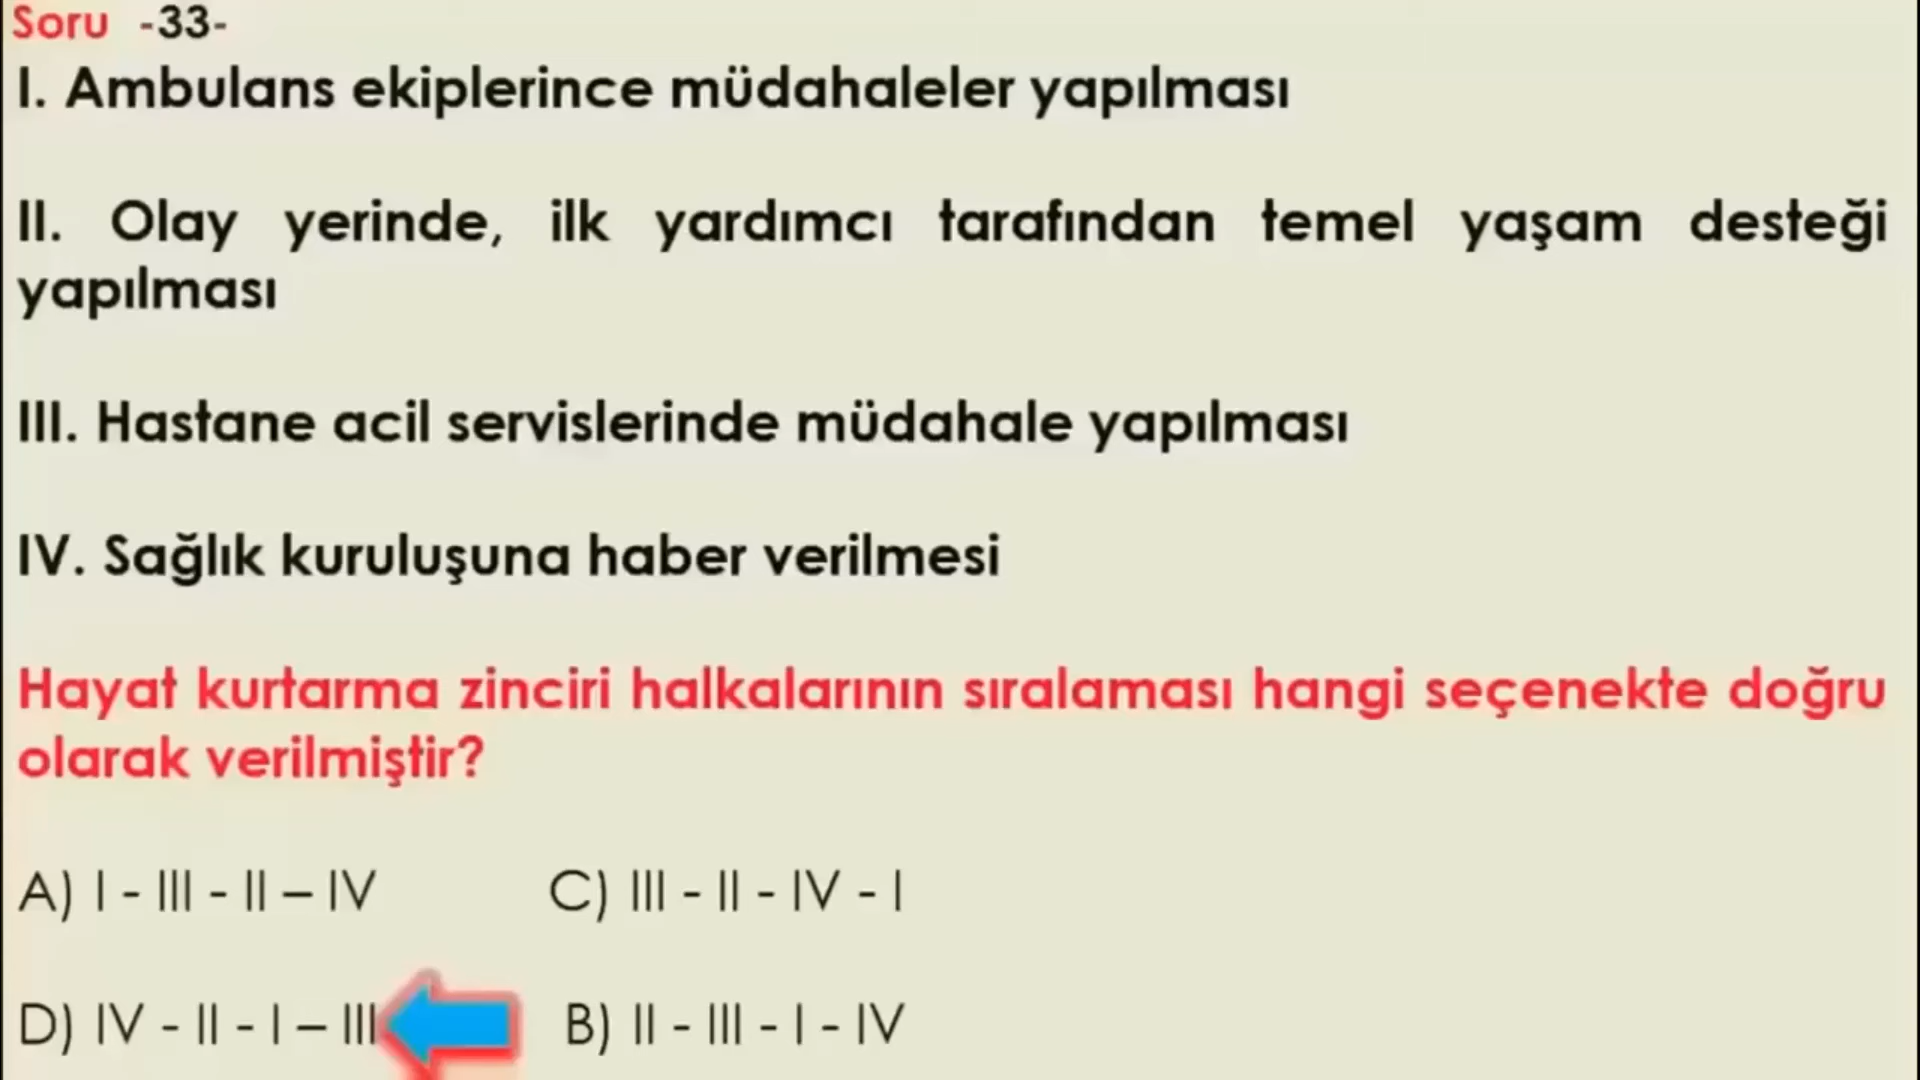 Soru -33-
I. Ambulans ekiplerince müdahaleler yapılması
II. Olay yerinde, ilk yardımcı tarafından temel yaşam desteği
yapılması
III. Hastane acil servislerinde müdahale yapılması
IV. Sağlık kuruluşuna haber verilmesi
Hayat kurtarma zinciri halkalarının sıralaması hangi seçenekte doğru
olarak verilmiştir?
A) I - III - II – IV C) III - II - IV - I
D) IV - II - I – III B) II - III - I - IV